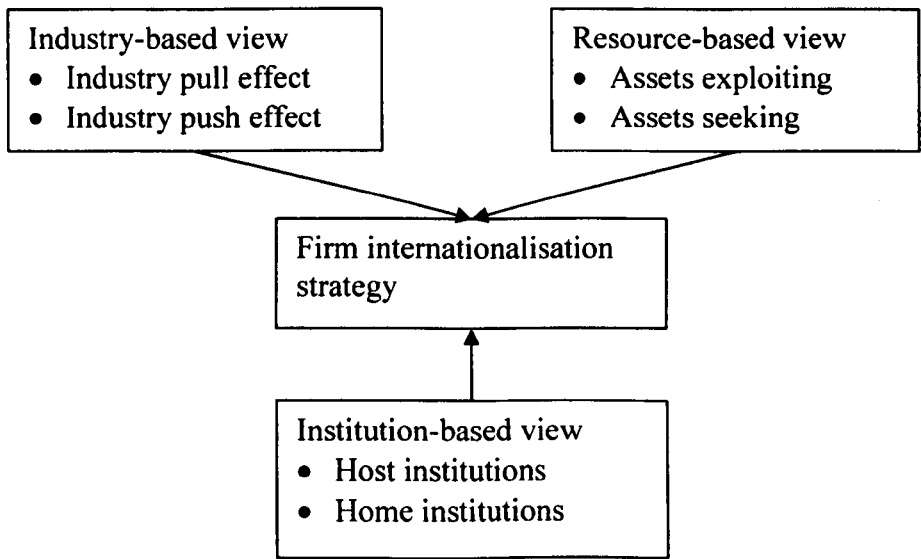 Industry-based view
• Industry pull effect
• Industry push effect
Resource-based view
• Assets exploiting
• Assets seeking
Firm internationalisation
strategy
Institution-based view
• Host institutions
• Home institutions